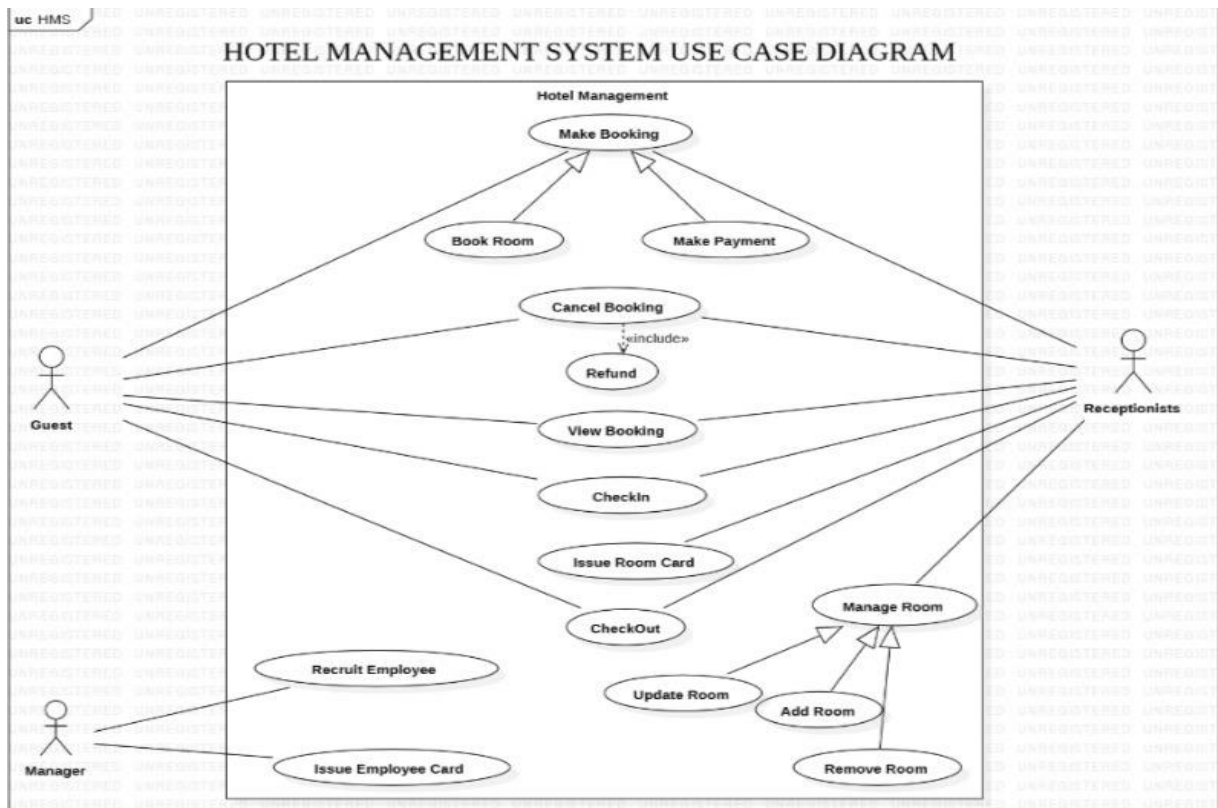 uc HMS
HOTEL MANAGEMENT SYSTEM USE CASE DIAGRAM
Hotel Management
Make Booking
Book Room
Make Payment
Cancel Booking
«include»
Refund
Guest
Receptionists
View Booking
CheckIn
Issue Room Card
Manage Room
CheckOut
Recruit Employee
Update Room
Add Room
Manager
Issue Employee Card
Remove Room
UNREGISTERED